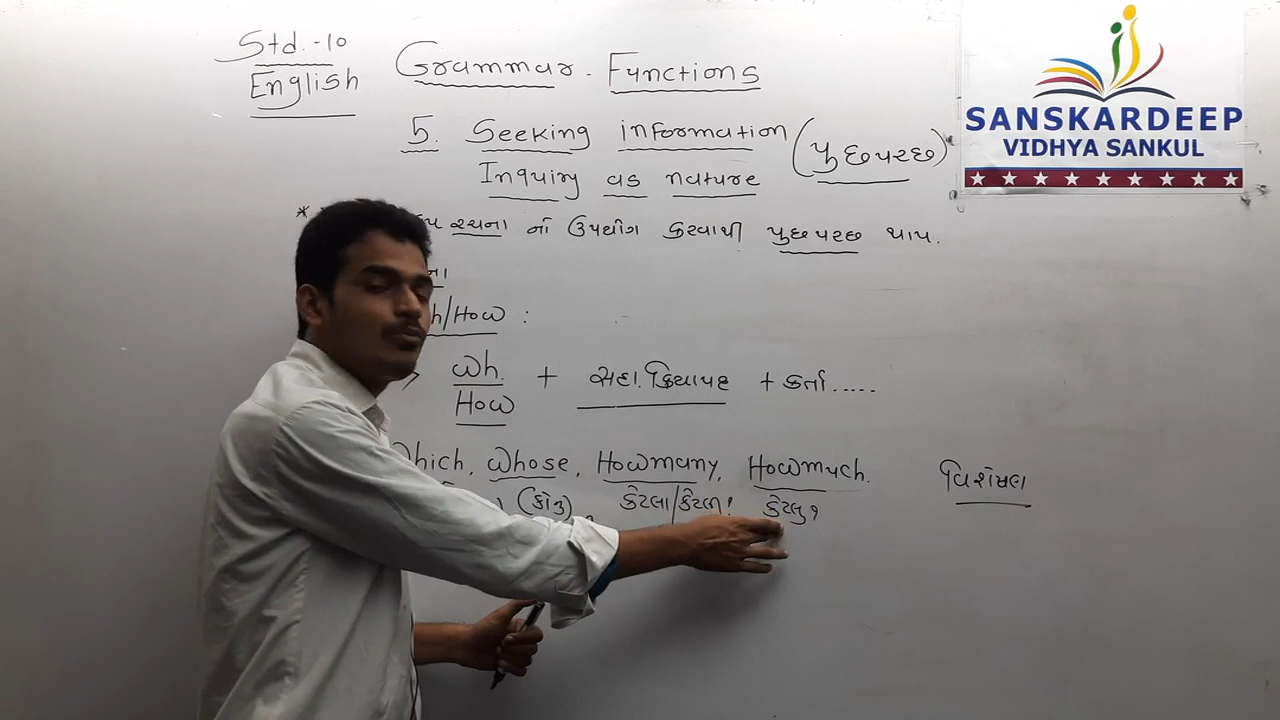 Std.-10
English
Grammar. Functions
SANSKARDEEP
VIDHYA SANKUL
5. Seeking information
Inquiry as nature
(પુછપરછ)
* રચના નો ઉપયોગ કરવાથી પુછપરછ થાય.
h/How :
Wh. / How + સહા. ક્રિયાપદ + કર્તા.....
Which, Whose, Howmany, Howmuch. વિશેષણ
(કોનુ) કેટલા/કેટલી? કેટલુ?